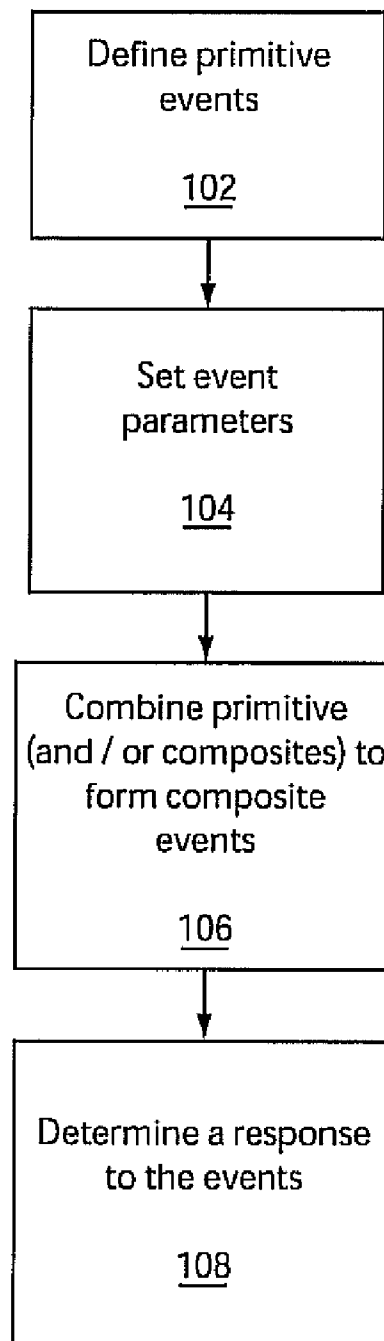 Define primitive
events
102
Set event
parameters
104
Combine primitive
(and / or composites) to
form composite
events
106
Determine a response
to the events
108